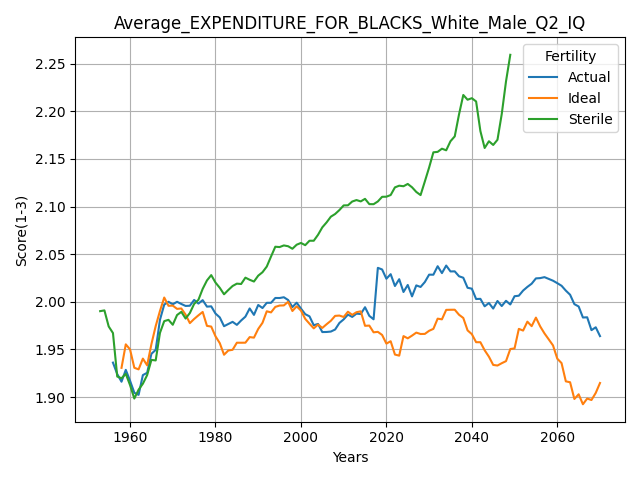 Average_EXPENDITURE_FOR_BLACKS_White_Male_Q2_IQ
Fertility
Actual
Ideal
Sterile
Score(1-3)
2.25
2.20
2.15
2.10
2.05
2.00
1.95
1.90
1960 1980 2000 2020 2040 2060
Years